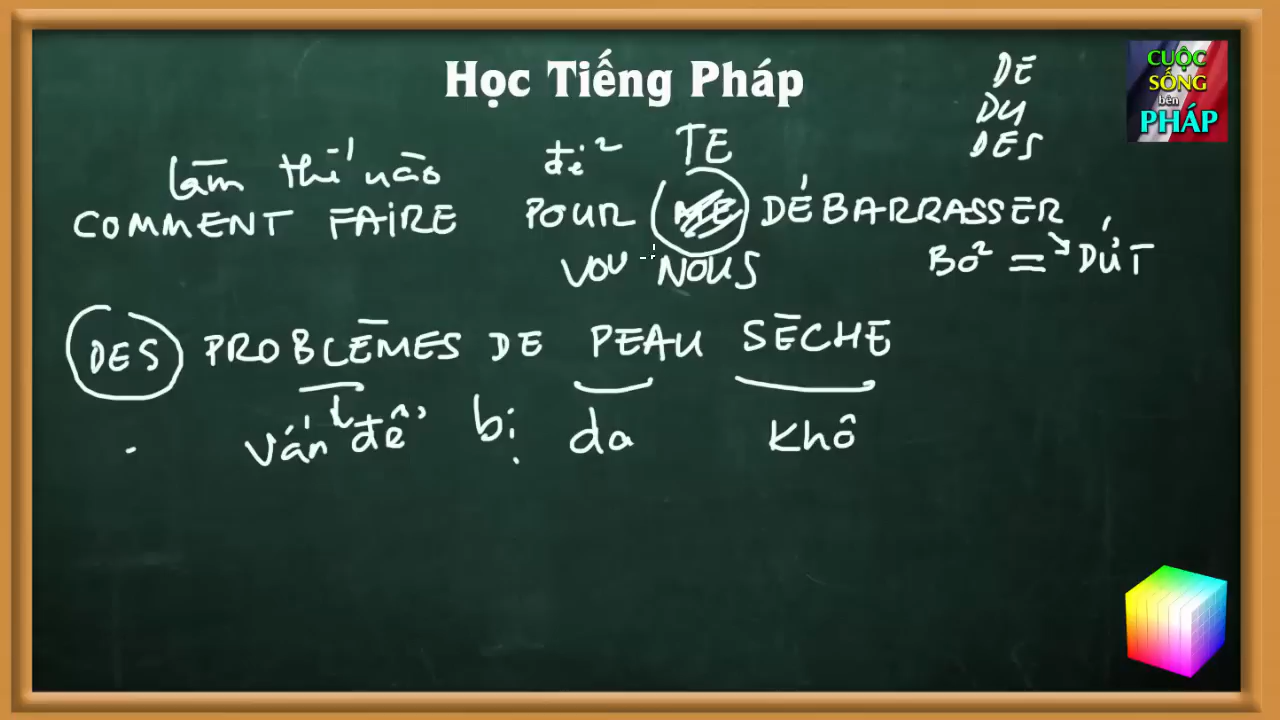 Học Tiếng Pháp
CUỘC
SỐNG
bên
PHÁP
DE
DU
DES
làm thế nào để TE
COMMENT FAIRE POUR DÉBARRASSER
VOU NOUS BỎ = DỨT
DES PROBLÈMES DE PEAU SÈCHE
vấn đề bị da khô